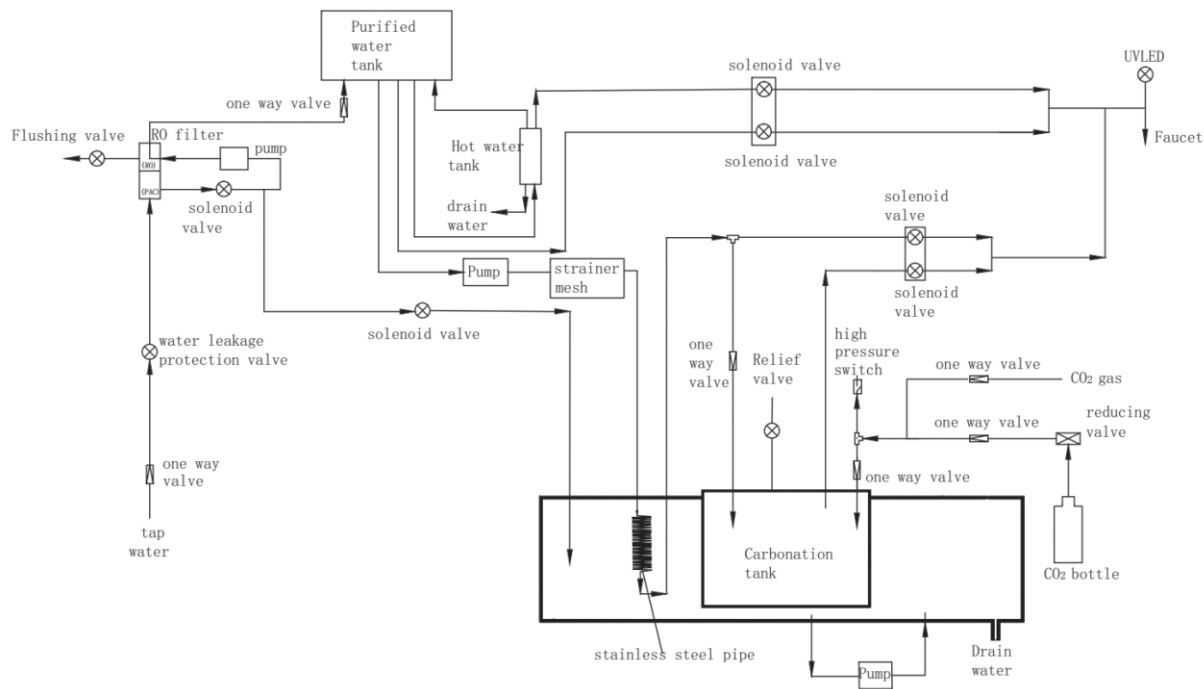 Purified
water
tank
solenoid valve
UVLED
one way valve
Flushing valve
RO filter
pump
(RO)
(PAC)
Hot water
tank
solenoid valve
Faucet
solenoid
valve
drain
water
solenoid
valve
Pump
strainer
mesh
solenoid
valve
solenoid valve
water leakage
protection valve
one
way
valve
Relief
valve
high
pressure
switch
one way valve
CO2 gas
one way valve
reducing
valve
one way
valve
one way valve
tap
water
Carbonation
tank
CO2 bottle
stainless steel pipe
Pump
Drain
water